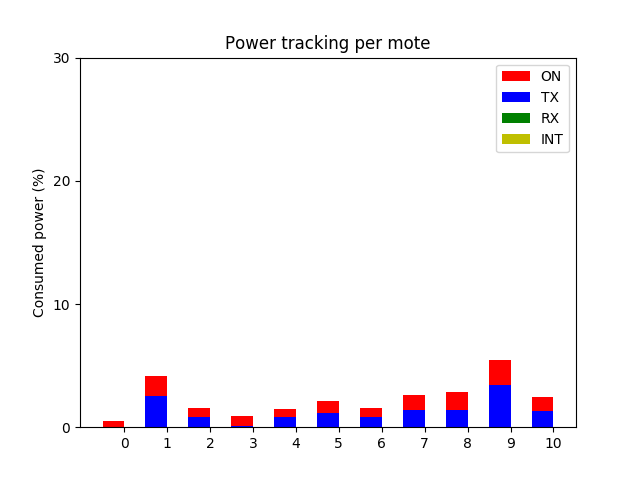 Power tracking per mote
Consumed power (%)
30
20
10
0
ON
TX
RX
INT
0 1 2 3 4 5 6 7 8 9 10